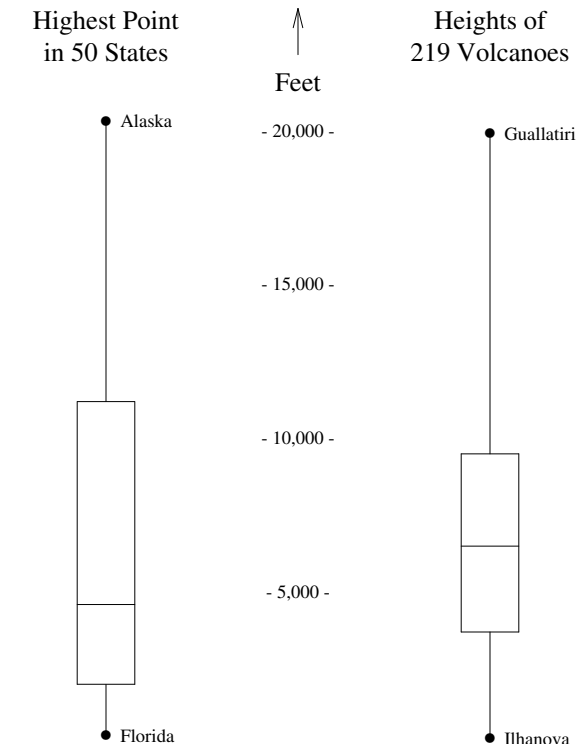 Highest Point
in 50 States
Feet
Heights of
219 Volcanoes
Alaska
- 20,000 -
Guallatiri
- 15,000 -
- 10,000 -
- 5,000 -
Florida
Ilhanova